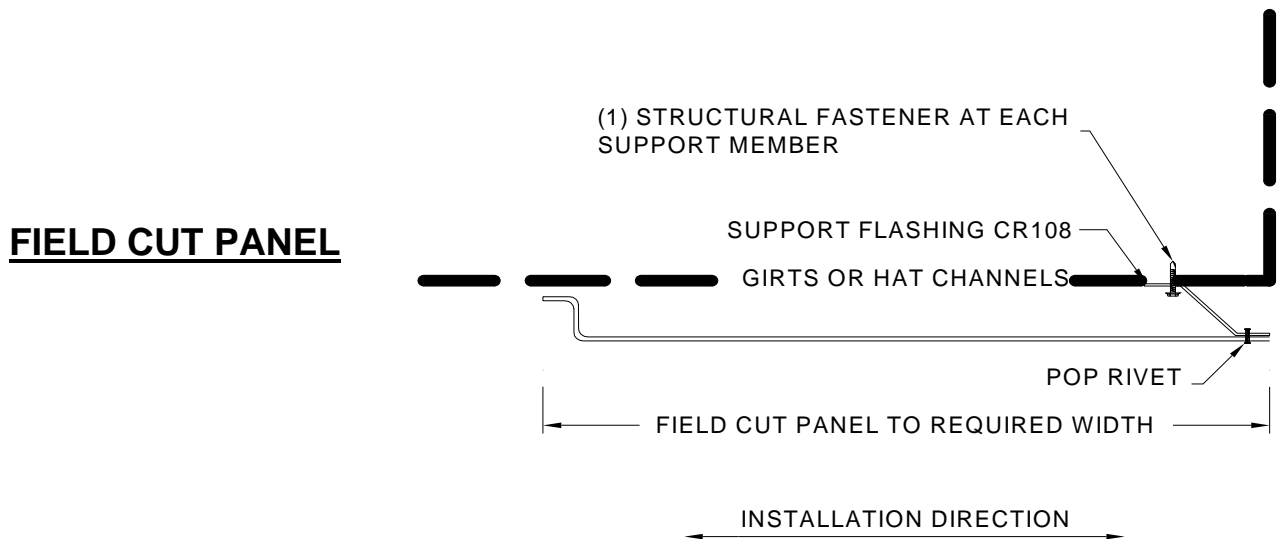 (1) STRUCTURAL FASTENER AT EACH
SUPPORT MEMBER
SUPPORT FLASHING CR108
FIELD CUT PANEL
GIRTS OR HAT CHANNELS
POP RIVET
FIELD CUT PANEL TO REQUIRED WIDTH
INSTALLATION DIRECTION